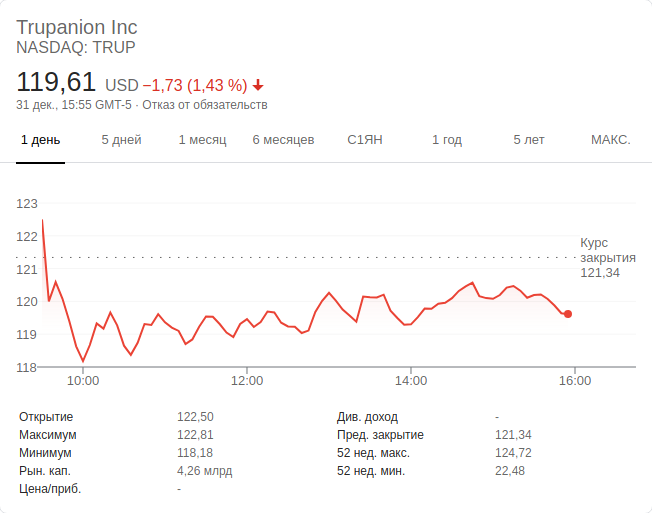 Trupanion Inc
NASDAQ: TRUP
119,61 USD −1,73 (1,43 %)
31 дек., 15:55 GMT-5 · Отказ от обязательств
1 день 5 дней 1 месяц 6 месяцев С1ЯН 1 год 5 лет МАКС.
123
122
121
120
119
118
Курс
закрытия
121,34
10:00 12:00 14:00 16:00
Открытие 122,50
Максимум 122,81
Минимум 118,18
Рын. кап. 4,26 млрд
Цена/приб. -
Див. доход -
Пред. закрытие 121,34
52 нед. макс. 124,72
52 нед. мин. 22,48